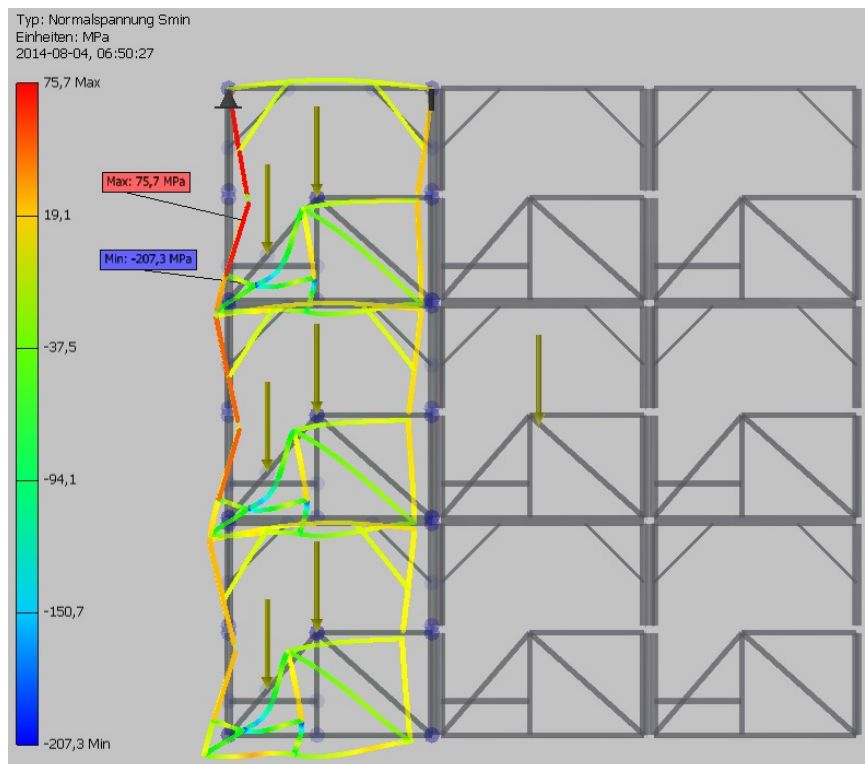 Typ: Normalspannung Smin
Einheiten: MPa
2014-08-04, 06:50:27
75,7 Max
19,1
-37,5
-94,1
-150,7
-207,3 Min
Max: 75,7 MPa
Min: -207,3 MPa